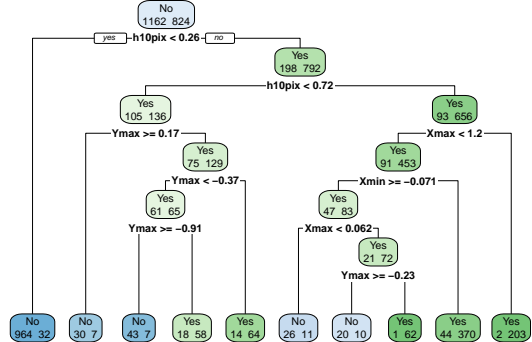 No
1162 824
yes h10pix < 0.26 no
Yes
198 792
h10pix < 0.72
Yes
105 136
Yes
93 656
Ymax >= 0.17
Xmax < 1.2
Yes
75 129
Yes
91 453
Ymax < −0.37
Xmin >= −0.071
Yes
61 65
Yes
47 83
Ymax >= −0.91
Xmax < 0.062
Yes
21 72
Ymax >= −0.23
No
964 32
No
30 7
No
43 7
Yes
18 58
Yes
14 64
No
26 11
No
20 10
Yes
1 62
Yes
44 370
Yes
2 203